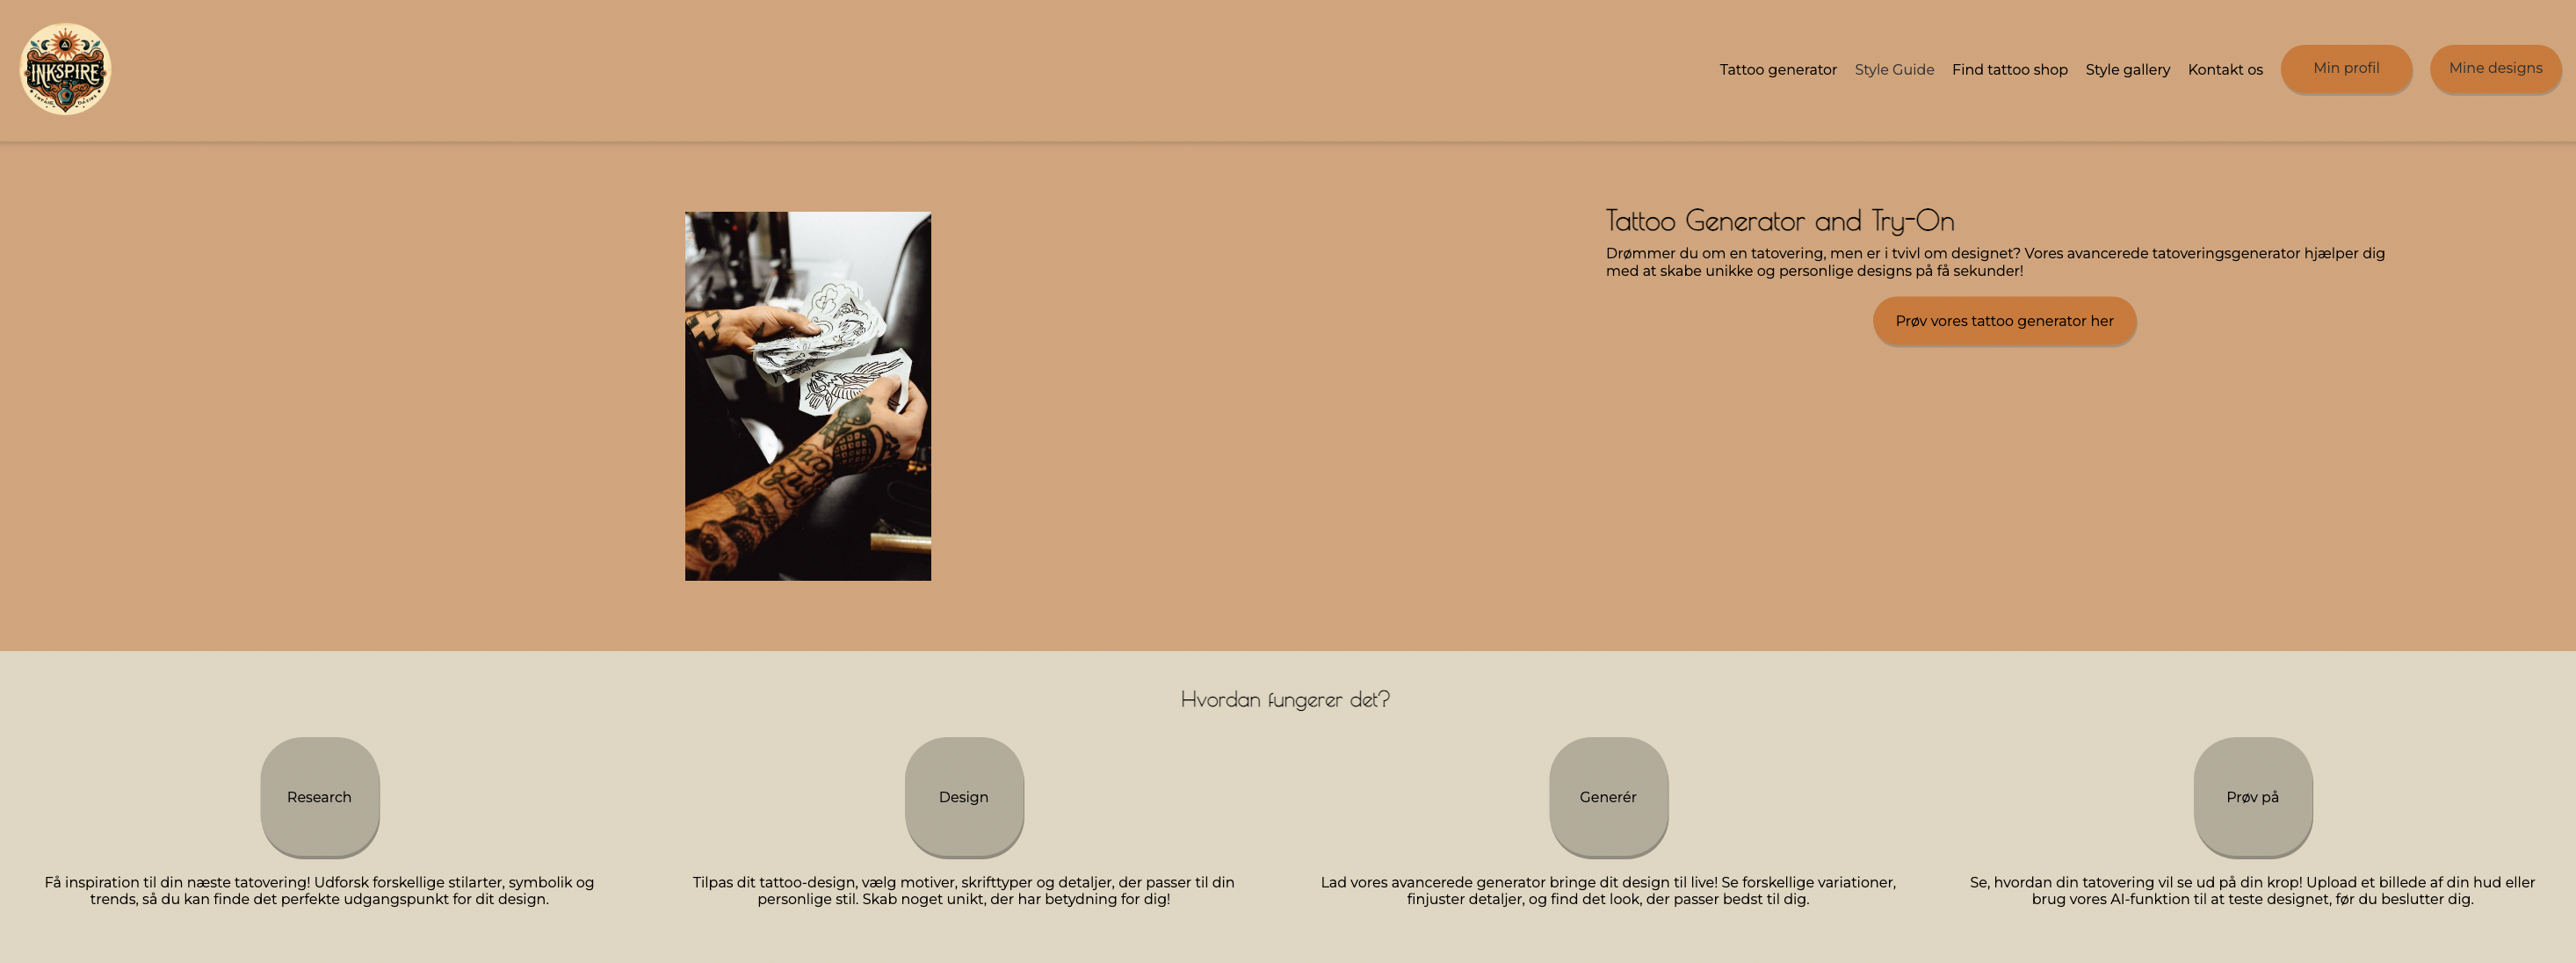 INKSPIRE
Tattoo generator
Style Guide
Find tattoo shop
Style gallery
Kontakt os
Min profil
Mine designs
Tattoo Generator and Try-On
Drømmer du om en tatovering, men er i tvivl om designet? Vores avancerede tatoveringsgenerator hjælper dig
med at skabe unikke og personlige designs på få sekunder!
Prøv vores tattoo generator her
Hvordan fungerer det?
Research
Få inspiration til din næste tatovering! Udforsk forskellige stilarter, symbolik og
trends, så du kan finde det perfekte udgangspunkt for dit design.
Design
Tilpas dit tattoo-design, vælg motiver, skrifttyper og detaljer, der passer til din
personlige stil. Skab noget unikt, der har betydning for dig!
Generér
Lad vores avancerede generator bringe dit design til live! Se forskellige variationer,
finjuster detaljer, og find det look, der passer bedst til dig.
Prøv på
Se, hvordan din tatovering vil se ud på din krop! Upload et billede af din hud eller
brug vores AI-funktion til at teste designet, før du beslutter dig.